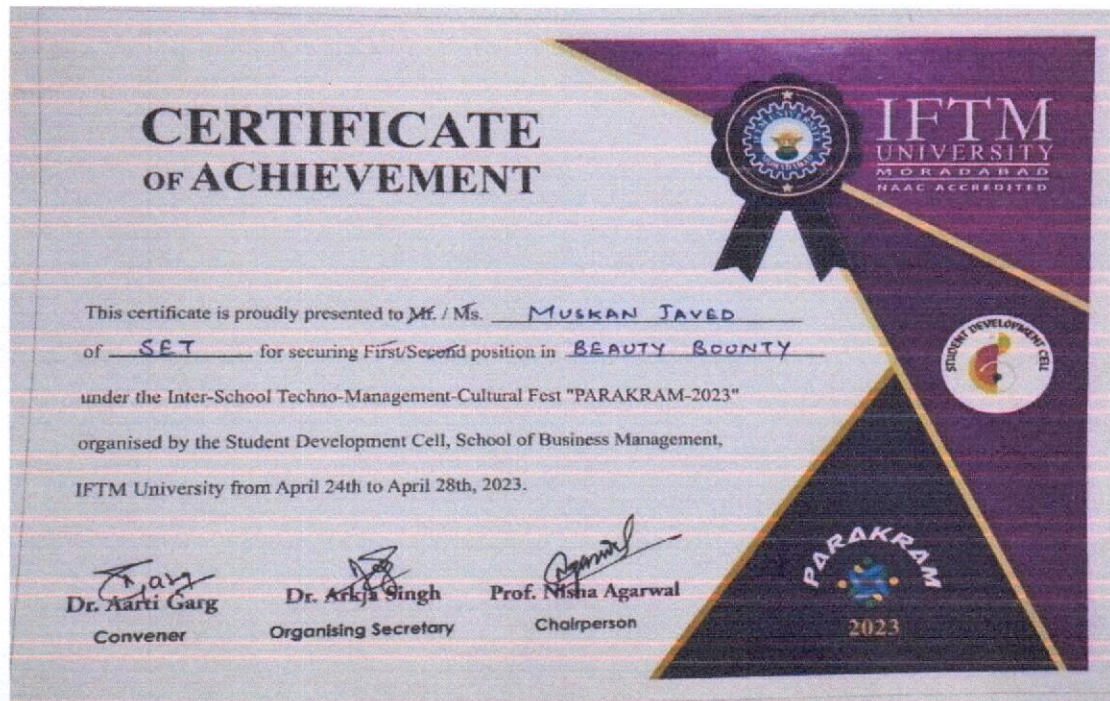 CERTIFICATE
OF ACHIEVEMENT
IFTM
UNIVERSITY
MORADABAD
NAAC ACCREDITED
This certificate is proudly presented to Mr. / Ms. MUSKAN JAVED
of SET for securing First/Second position in BEAUTY BOUNTY
under the Inter-School Techno-Management-Cultural Fest "PARAKRAM-2023"
organised by the Student Development Cell, School of Business Management,
IFTM University from April 24th to April 28th, 2023.
STUDENT DEVELOPMENT CELL
Dr. Aarti Garg
Convener
Dr. Arkja Singh
Organising Secretary
Prof. Nisha Agarwal
Chairperson
PARAKRAM
2023